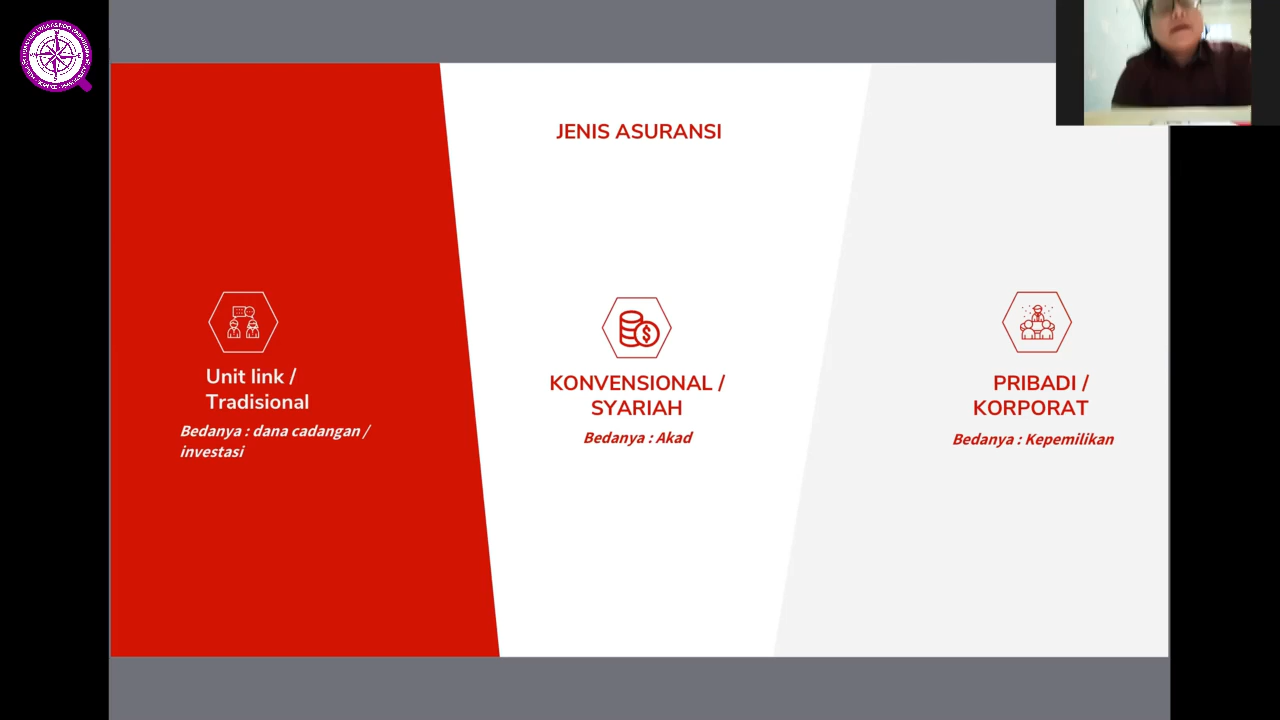 JENIS ASURANSI
Unit link /
Tradisional
Bedanya : dana cadangan /
investasi
KONVENSIONAL /
SYARIAH
Bedanya : Akad
PRIBADI /
KORPORAT
Bedanya : Kepemilikan